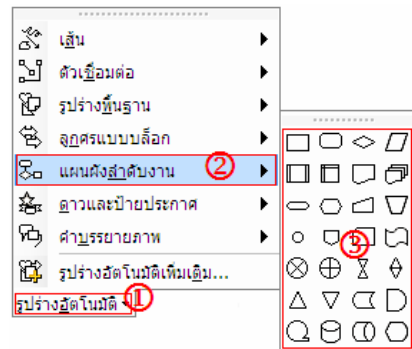 เส้น
ตัวเชื่อมต่อ
รูปร่างพื้นฐาน
ลูกศรแบบบล็อก
แผนผังลำดับงาน
②
ดาวและป้ายประกาศ
คำบรรยายภาพ
③
รูปร่างอัตโนมัติเพิ่มเติม...
รูปร่างอัตโนมัติ
①